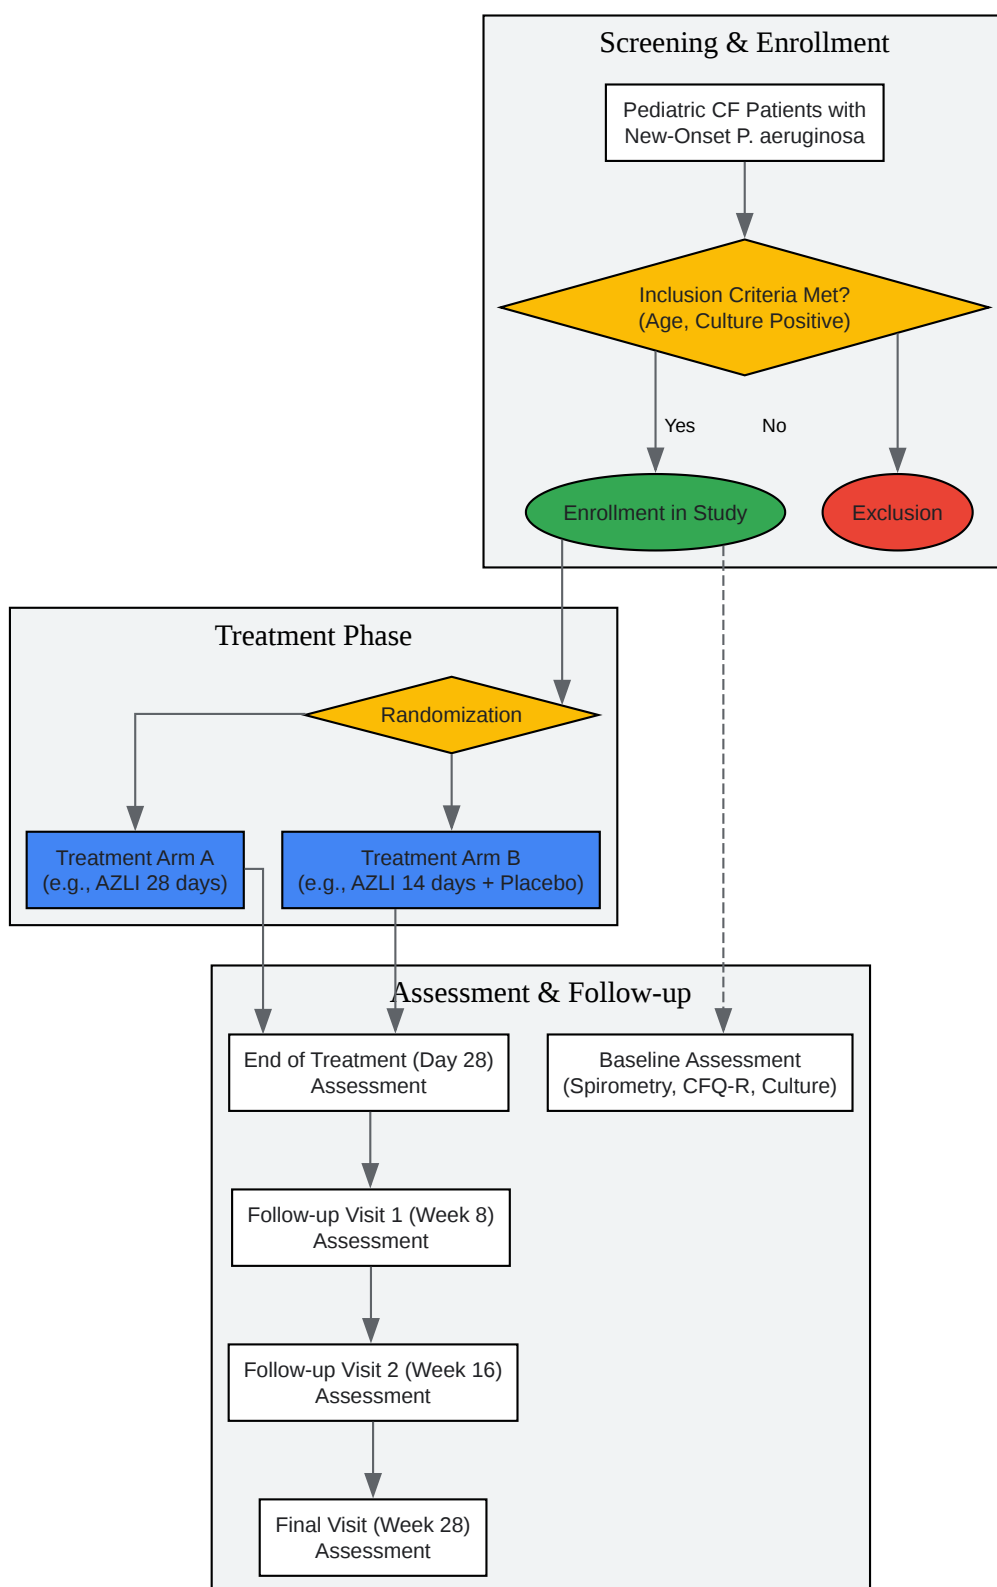 Screening & Enrollment
Pediatric CF Patients with
New-Onset P. aeruginosa
Inclusion Criteria Met?
(Age, Culture Positive)
Yes
No
Enrollment in Study
Exclusion
Treatment Phase
Randomization
Treatment Arm A
(e.g., AZLI 28 days)
Treatment Arm B
(e.g., AZLI 14 days + Placebo)
Assessment & Follow-up
End of Treatment (Day 28)
Assessment
Baseline Assessment
(Spirometry, CFQ-R, Culture)
Follow-up Visit 1 (Week 8)
Assessment
Follow-up Visit 2 (Week 16)
Assessment
Final Visit (Week 28)
Assessment